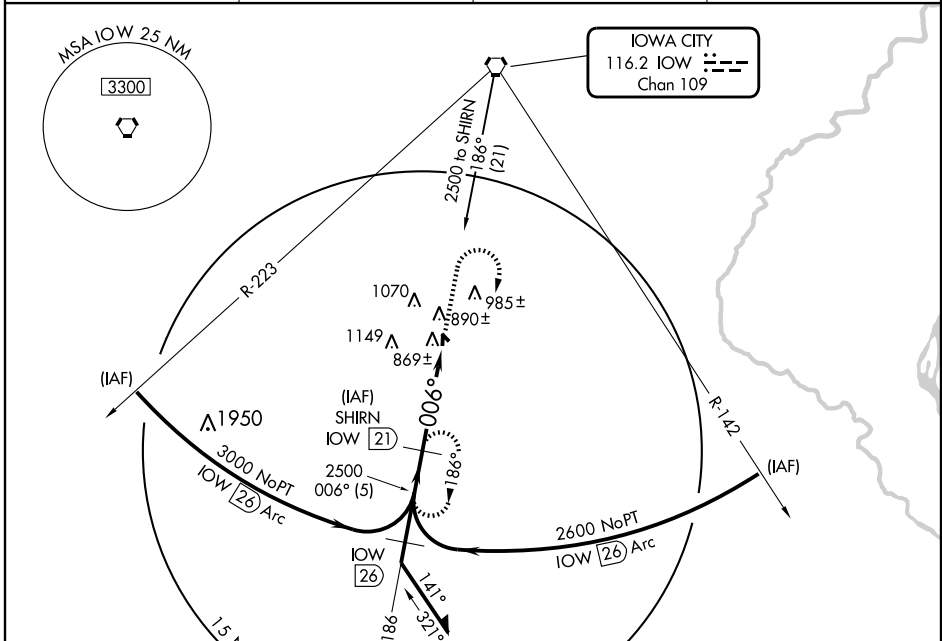 MSA IOW 25 NM
3300
IOWA CITY
116.2 IOW
Chan 109
2500 to SHIRN
186°
(21)
R-223
1070
985±
890±
1149
869±
(IAF)
R-142
(IAF)
SHIRN
IOW 21
006°
1950
(IAF)
3000 NoPT
IOW 26 Arc
2500
006° (5)
186°
2600 NoPT
IOW 26 Arc
IOW
26
141°
321°
186
15 N